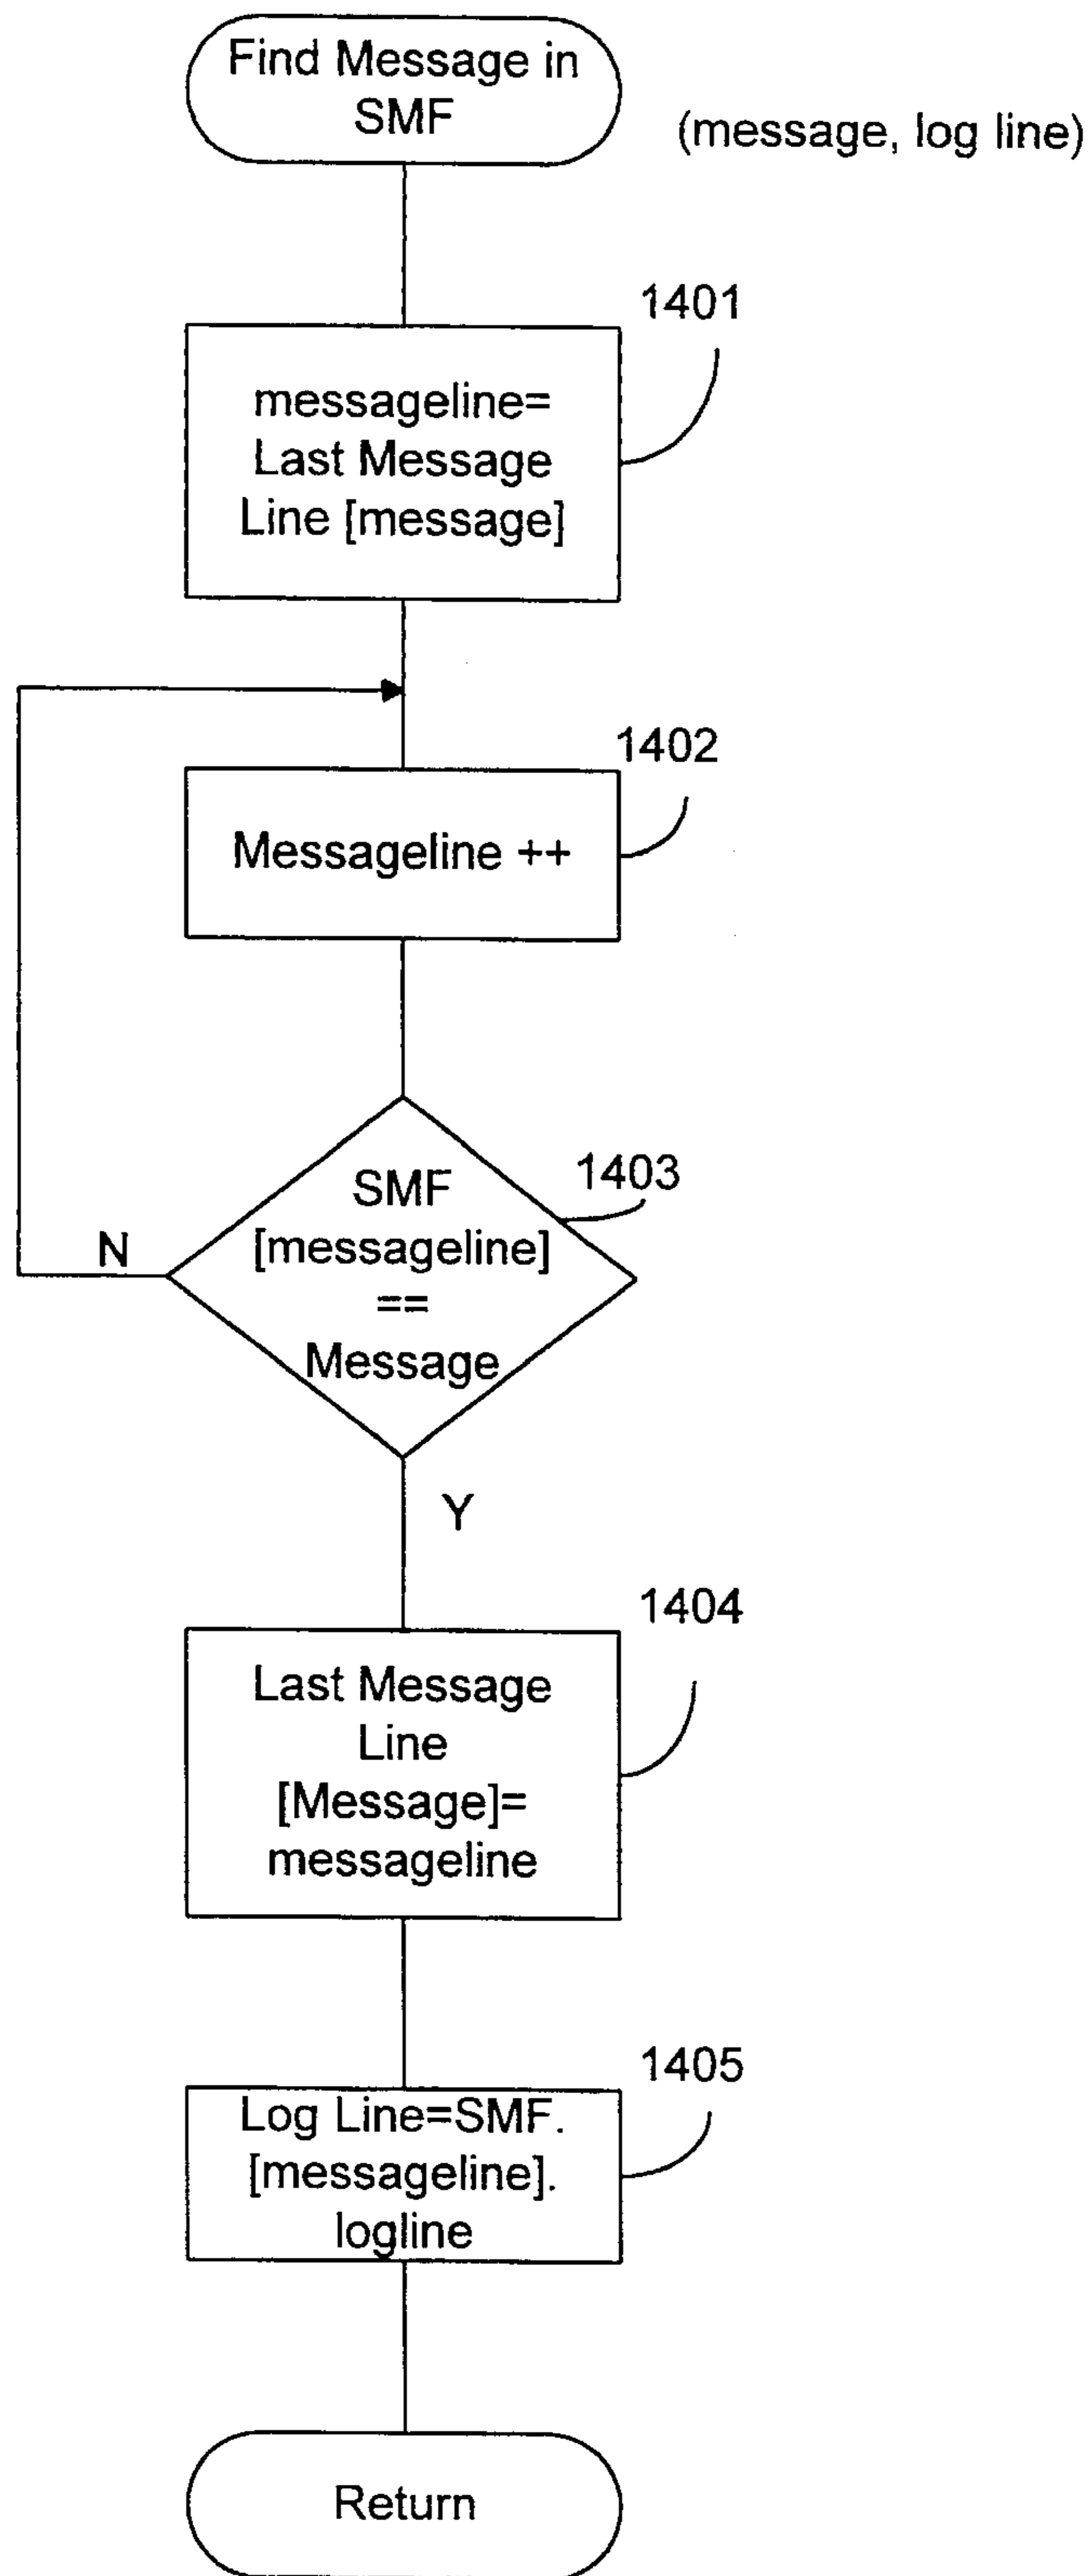 Find Message in
SMF
(message, log line)
1401
messageline=
Last Message
Line [message]
1402
Messageline ++
1403
SMF
[messageline]
==
Message
N
Y
1404
Last Message
Line
[Message]=
messageline
1405
Log Line=SMF.
[messageline].
logline
Return